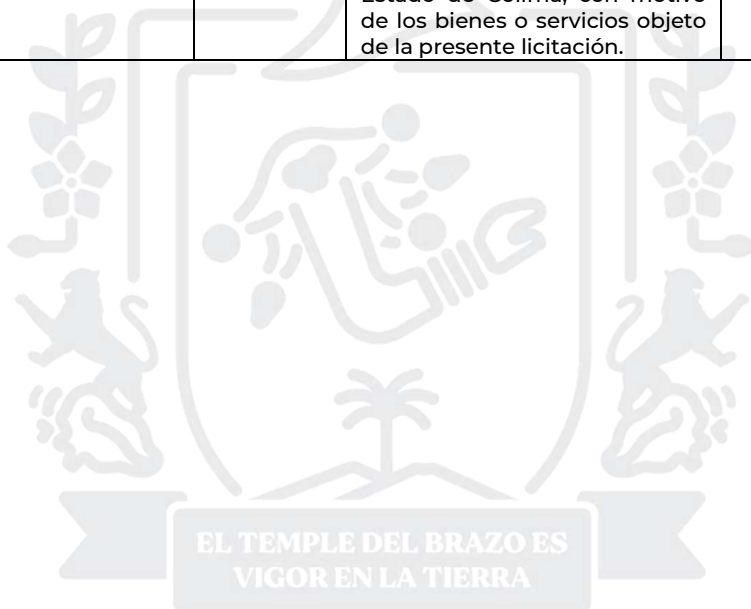 Estado de Colima, con motivo
de los bienes o servicios objeto
de la presente licitación.
EL TEMPLE DEL BRAZO ES
VIGOR EN LA TIERRA